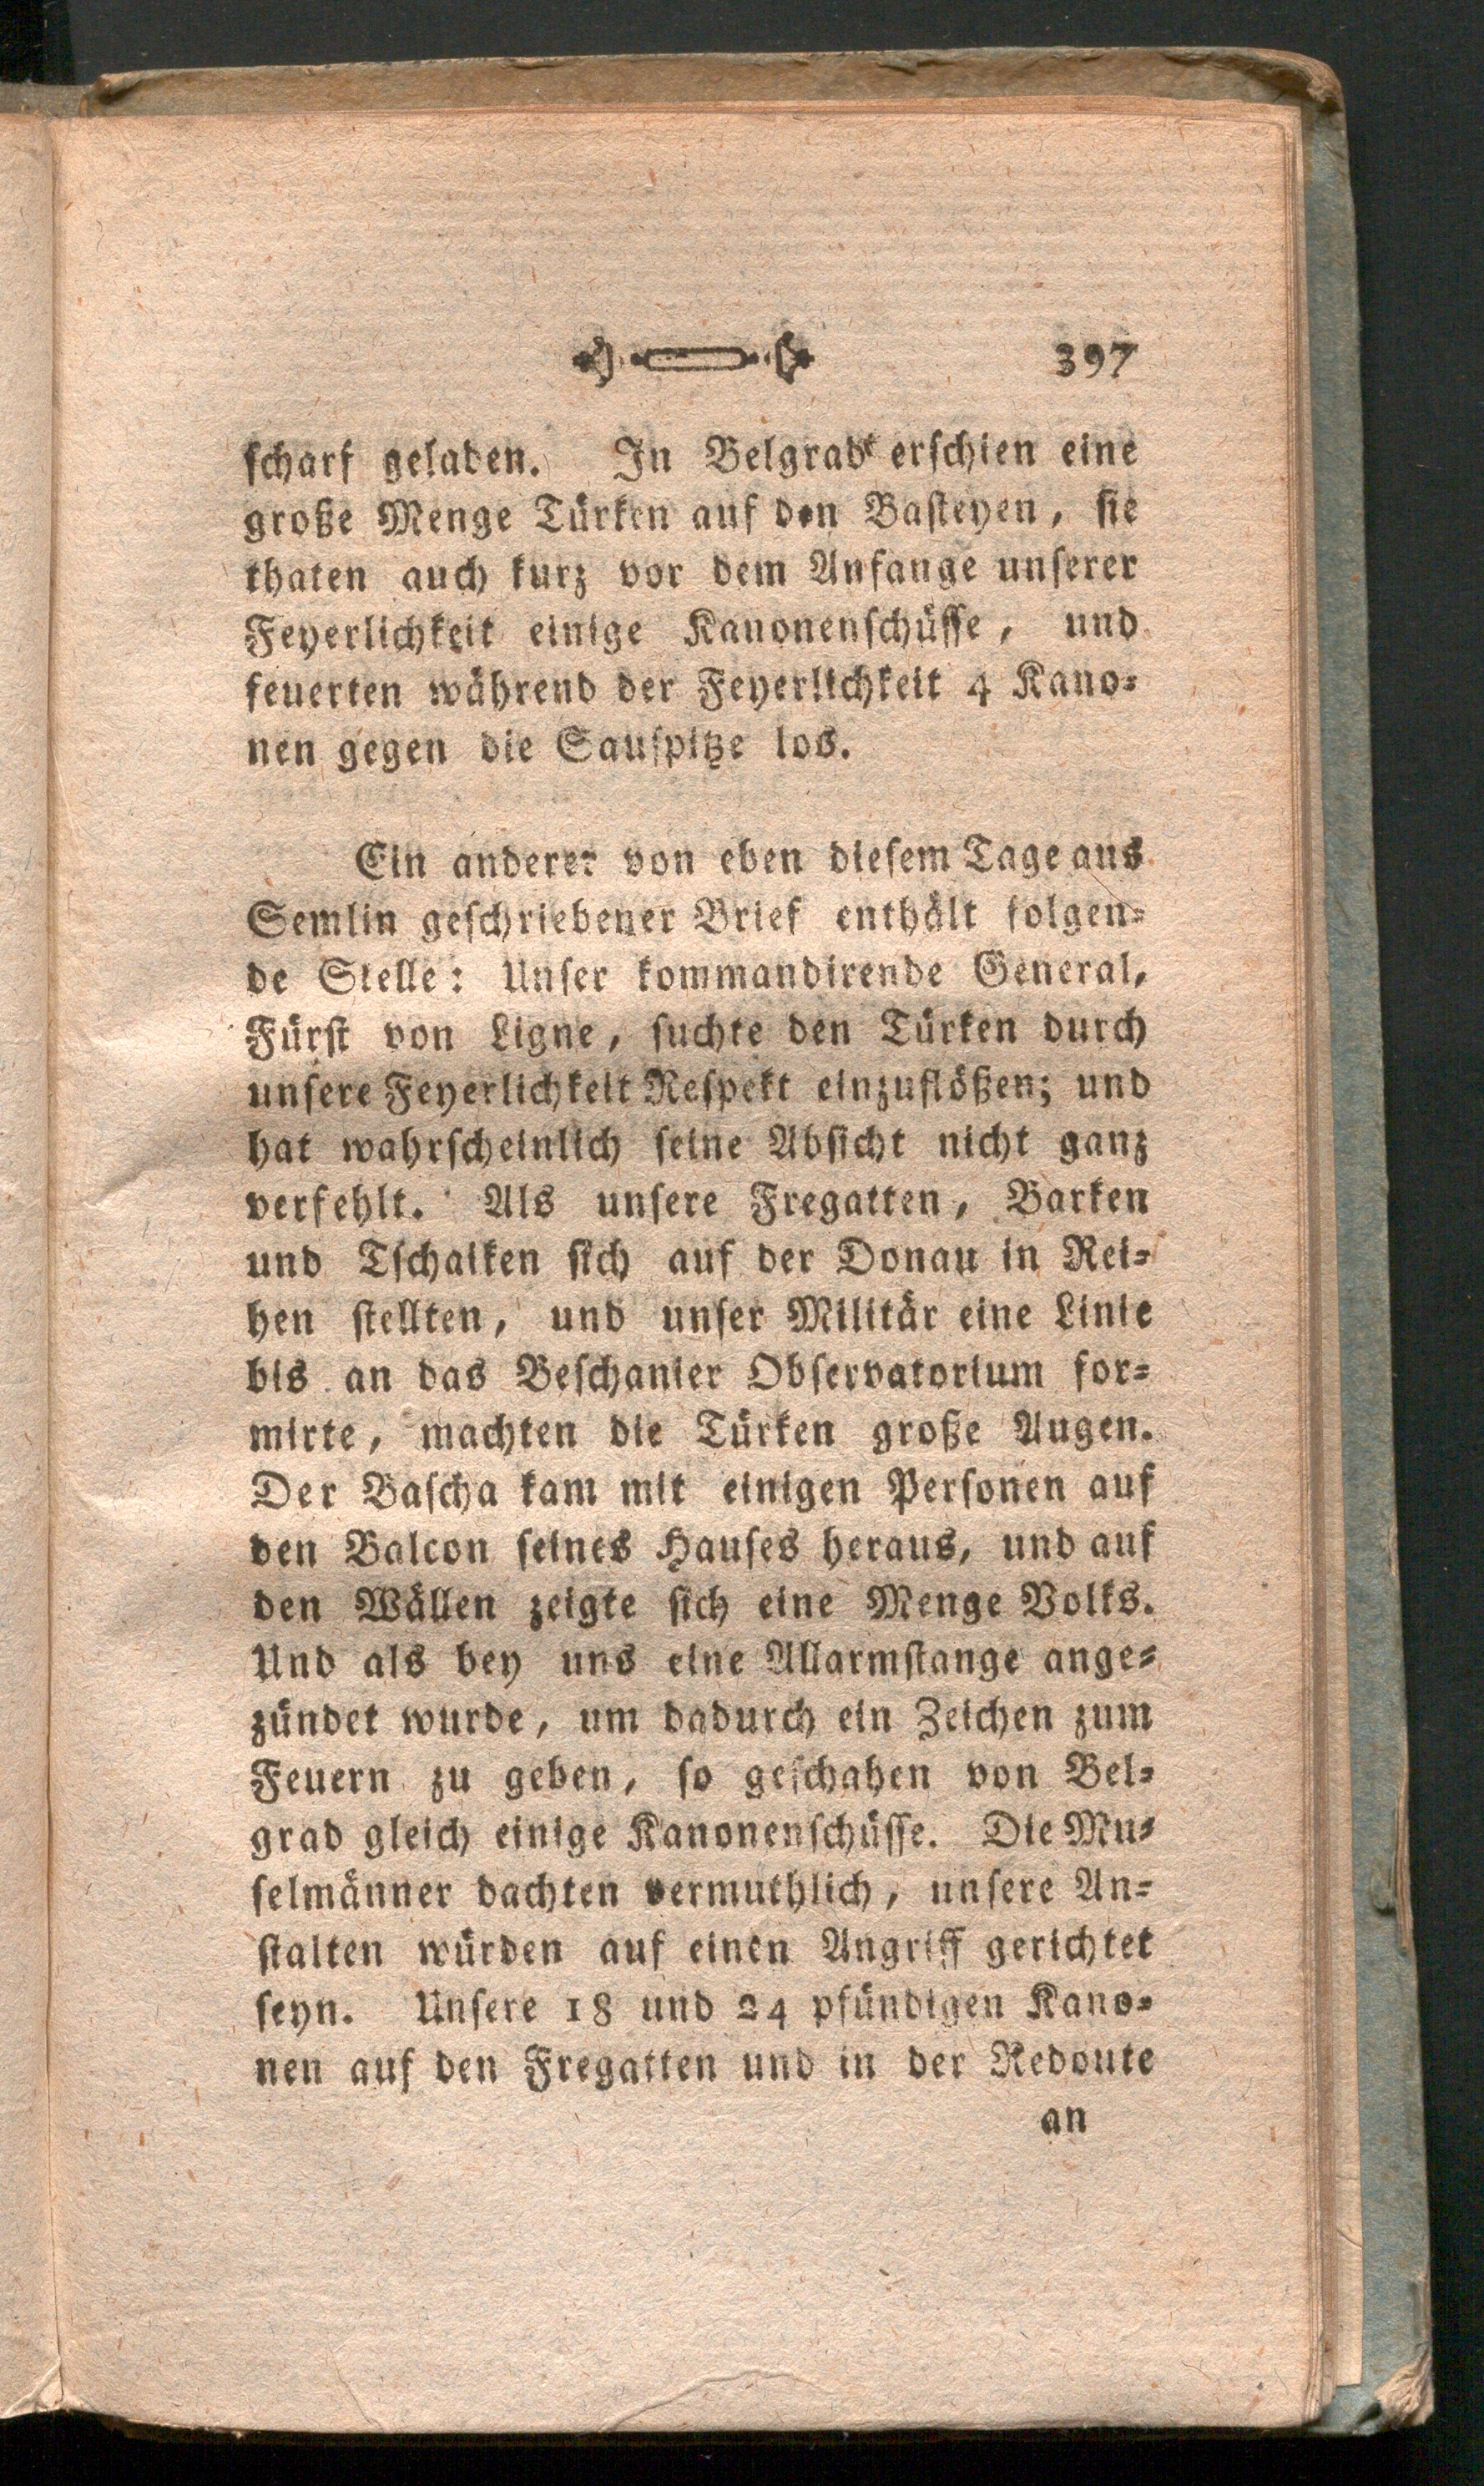 397
scharf geladen. In Belgrad erschien eine
große Menge Türken auf den Basteyen, sie
thaten auch kurz vor dem Anfange unserer
Feyerlichkeit einige Kanonenschüsse, und
feuerten während der Feyerlichkeit 4 Kano=
nen gegen die Sauspitze los.
Ein anderer von eben diesem Tage aus
Semlin geschriebener Brief enthält folgen=
de Stelle: Unser kommandirende General,
Fürst von Ligne, suchte den Türken durch
unsere Feyerlichkeit Respekt einzuflößen; und
hat wahrscheinlich seine Absicht nicht ganz
verfehlt. Als unsere Fregatten, Barken
und Tschaiken sich auf der Donau in Rei=
hen stellten, und unser Militär eine Linie
bis an das Beschanier Observatorium for=
mirte, machten die Türken große Augen.
Der Bascha kam mit einigen Personen auf
den Balcon seines Hauses heraus, und auf
den Wällen zeigte sich eine Menge Volks.
Und als bey uns eine Allarmstange ange=
zündet wurde, um dadurch ein Zeichen zum
Feuern zu geben, so geschahen von Bel=
grad gleich einige Kanonenschüsse. Die Mu=
selmänner dachten vermuthlich, unsere An=
stalten würden auf einen Angriff gerichtet
seyn. Unsere 18 und 24 pfündigen Kano=
nen auf den Fregatten und in der Redoute
an